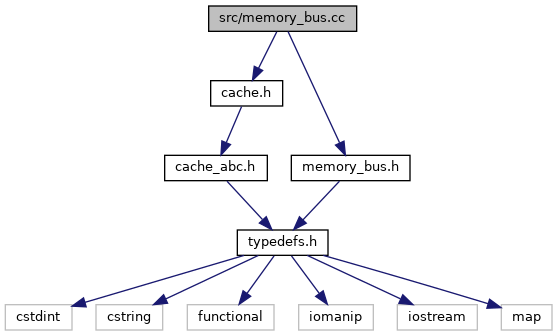 src/memory_bus.cc
cache.h
cache_abc.h
memory_bus.h
typedefs.h
cstdint
cstring
functional
iomanip
iostream
map